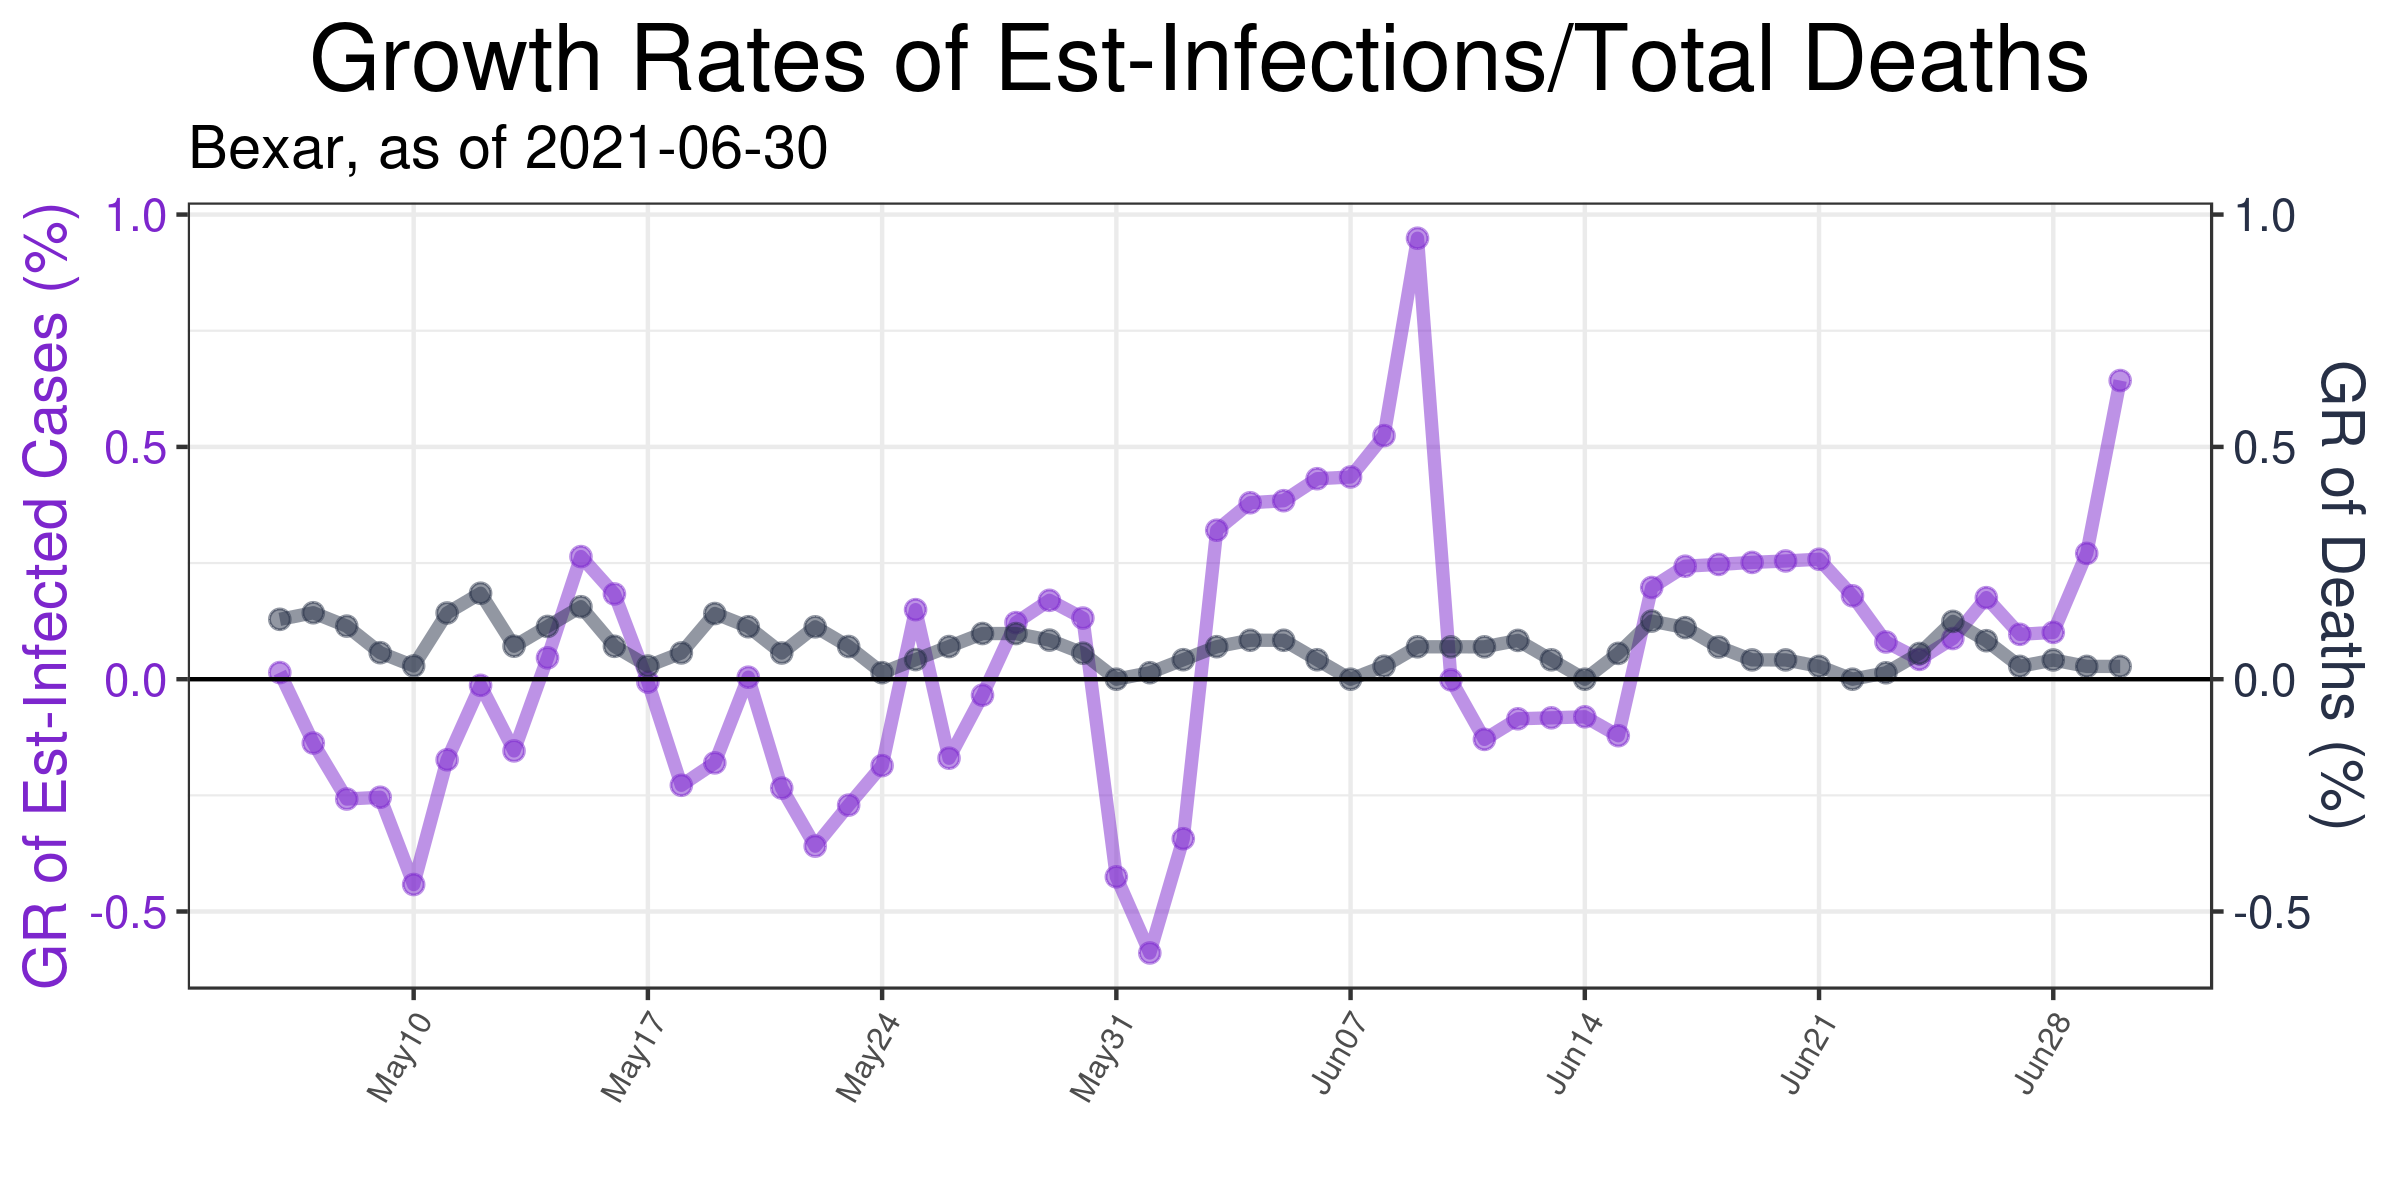 Growth Rates of Est-Infections/Total Deaths
Bexar, as of 2021-06-30
GR of Est-Infected Cases (%)
1.0
0.5
0.0
-0.5
1.0
0.5
0.0
-0.5
GR of Deaths (%)
May10
May17
May24
May31
Jun07
Jun14
Jun21
Jun28